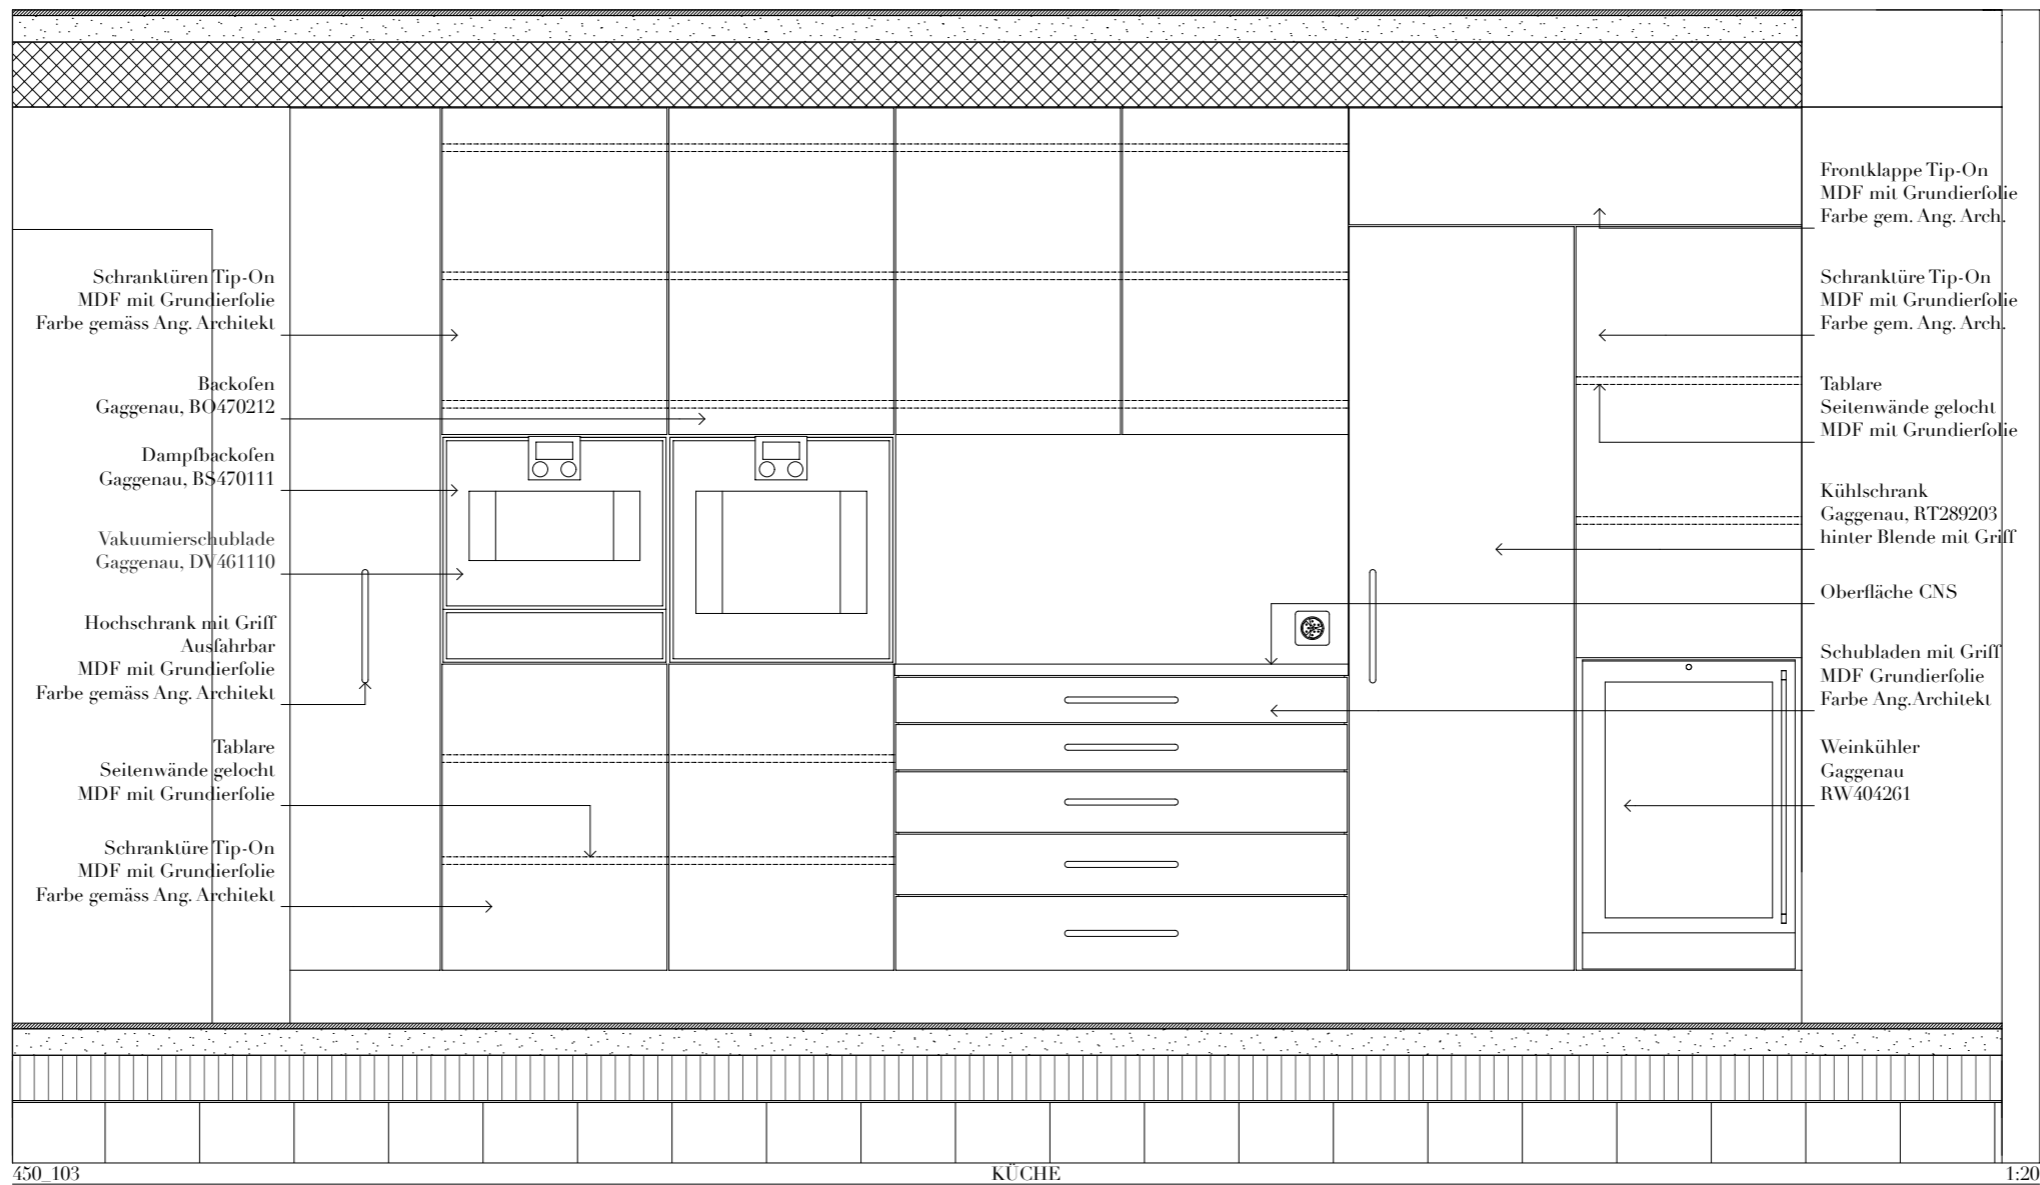 Schranktüren Tip-On
MDF mit Grundierfolie
Farbe gemäss Ang. Architekt
Backofen
Gaggenau, BO470212
Dampfbackofen
Gaggenau, BS470111
Vakuumierschublade
Gaggenau, DV461110
Hochschrank mit Griff
Ausfahrbar
MDF mit Grundierfolie
Farbe gemäss Ang. Architekt
Tablare
Seitenwände gelocht
MDF mit Grundierfolie
Schranktüre Tip-On
MDF mit Grundierfolie
Farbe gemäss Ang. Architekt
Frontklappe Tip-On
MDF mit Grundierfolie
Farbe gem. Ang. Arch.
Schranktüre Tip-On
MDF mit Grundierfolie
Farbe gem. Ang. Arch.
Tablare
Seitenwände gelocht
MDF mit Grundierfolie
Kühlschrank
Gaggenau, RT289203
hinter Blende mit Griff
Oberfläche CNS
Schubladen mit Griff
MDF Grundierfolie
Farbe Ang.Architekt
Weinkühler
Gaggenau
RW404261
450_103
KÜCHE
1:20